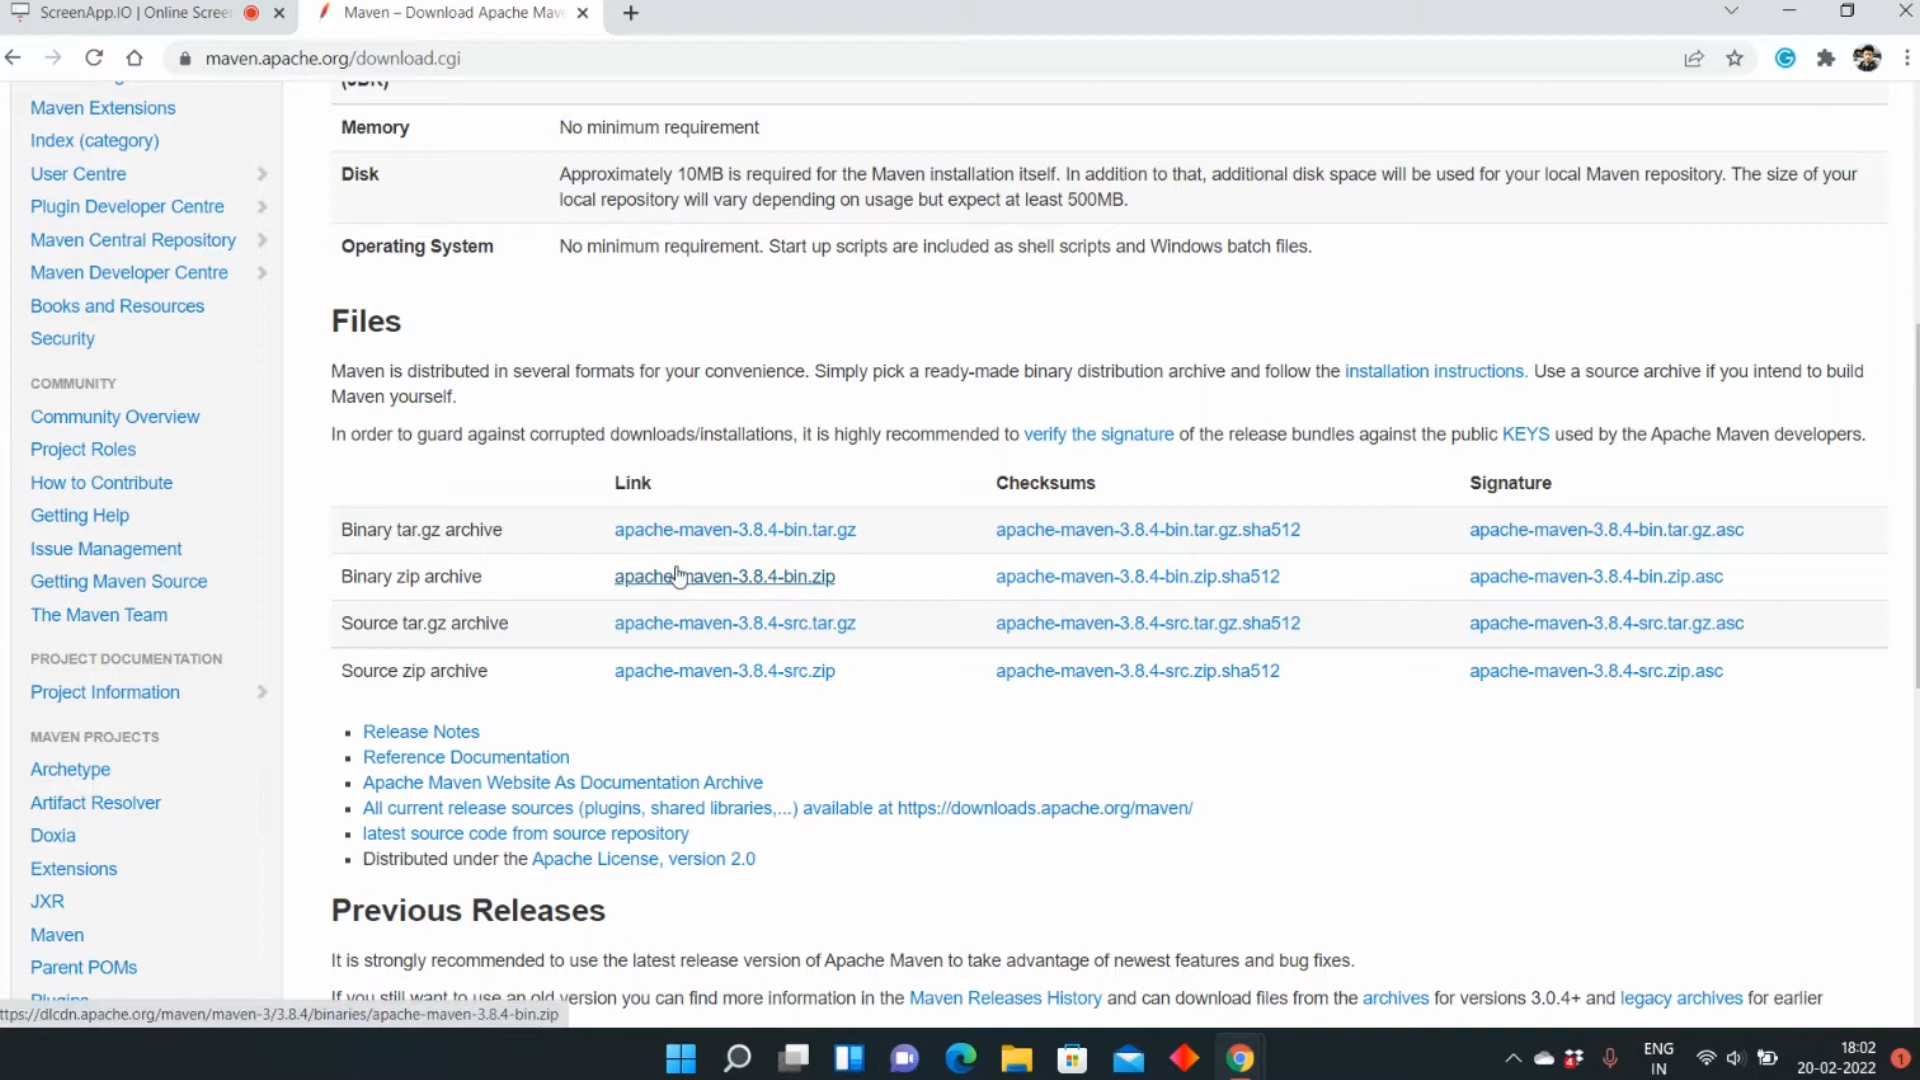 ScreenApp.IO | Online Scree
Maven – Download Apache Mav
maven.apache.org/download.cgi
Maven Extensions
Index (category)
User Centre
Plugin Developer Centre
Maven Central Repository
Maven Developer Centre
Books and Resources
Security
COMMUNITY
Community Overview
Project Roles
How to Contribute
Getting Help
Issue Management
Getting Maven Source
The Maven Team
PROJECT DOCUMENTATION
Project Information
MAVEN PROJECTS
Archetype
Artifact Resolver
Doxia
Extensions
JXR
Maven
Parent POMs
Plugins
(JDK)
Memory No minimum requirement
Disk Approximately 10MB is required for the Maven installation itself. In addition to that, additional disk space will be used for your local Maven repository. The size of your
local repository will vary depending on usage but expect at least 500MB.
Operating System No minimum requirement. Start up scripts are included as shell scripts and Windows batch files.
Files
Maven is distributed in several formats for your convenience. Simply pick a ready-made binary distribution archive and follow the installation instructions. Use a source archive if you intend to build
Maven yourself.
In order to guard against corrupted downloads/installations, it is highly recommended to verify the signature of the release bundles against the public KEYS used by the Apache Maven developers.
Link Checksums Signature
Binary tar.gz archive apache-maven-3.8.4-bin.tar.gz apache-maven-3.8.4-bin.tar.gz.sha512 apache-maven-3.8.4-bin.tar.gz.asc
Binary zip archive apache-maven-3.8.4-bin.zip apache-maven-3.8.4-bin.zip.sha512 apache-maven-3.8.4-bin.zip.asc
Source tar.gz archive apache-maven-3.8.4-src.tar.gz apache-maven-3.8.4-src.tar.gz.sha512 apache-maven-3.8.4-src.tar.gz.asc
Source zip archive apache-maven-3.8.4-src.zip apache-maven-3.8.4-src.zip.sha512 apache-maven-3.8.4-src.zip.asc
Release Notes
Reference Documentation
Apache Maven Website As Documentation Archive
All current release sources (plugins, shared libraries,...) available at https://downloads.apache.org/maven/
latest source code from source repository
Distributed under the Apache License, version 2.0
Previous Releases
It is strongly recommended to use the latest release version of Apache Maven to take advantage of newest features and bug fixes.
If you still want to use an old version you can find more information in the Maven Releases History and can download files from the archives for versions 3.0.4+ and legacy archives for earlier
ttps://dlcdn.apache.org/maven/maven-3/3.8.4/binaries/apache-maven-3.8.4-bin.zip
ENG
IN
18:02
20-02-2022
1